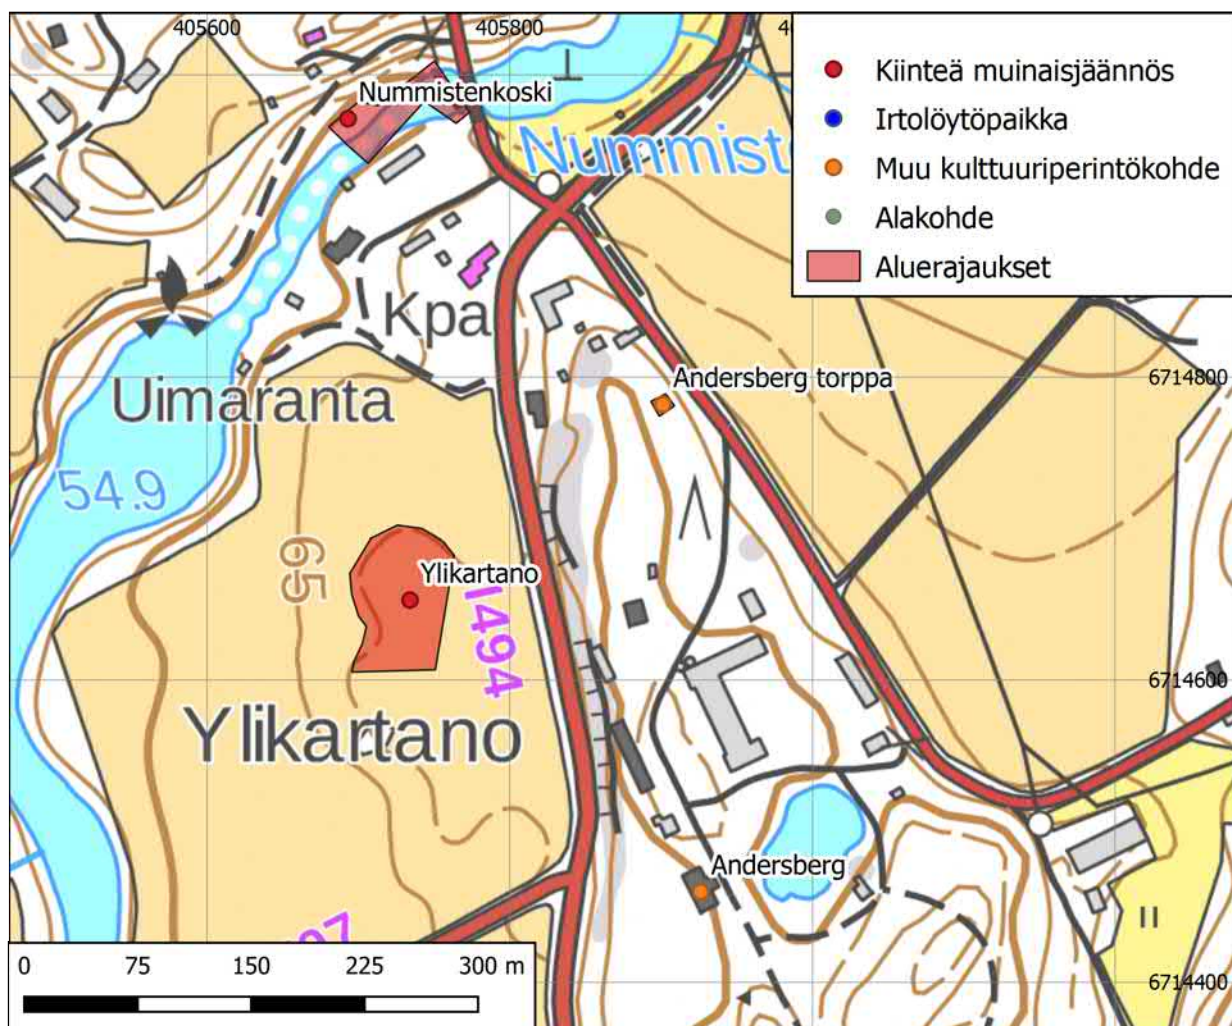 405600
405800
Kiinteä muinaisjäännös
Nummistenkoski
Irtolöytöpaikka
Nummist
Muu kulttuuriperintökohde
Alakohde
Aluerajaukset
Kpa
Andersberg torppa
6714800
Uimaranta
54.9
65
Ylikartano
1494
6714600
Ylikartano
Andersberg
0 75 150 225 300 m
6714400